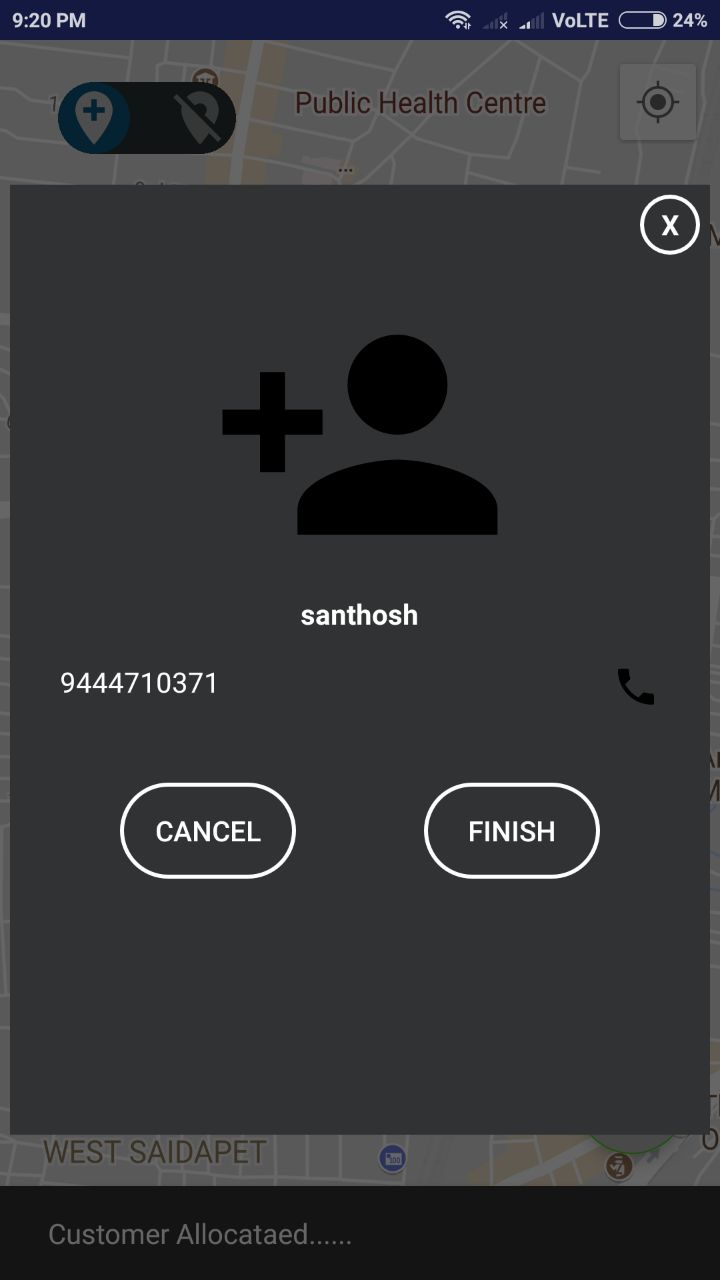 9:20 PM VoLTE 24%
Public Health Centre
X
santhosh
9444710371
CANCEL FINISH
WEST SAIDAPET
Customer Allocataed......